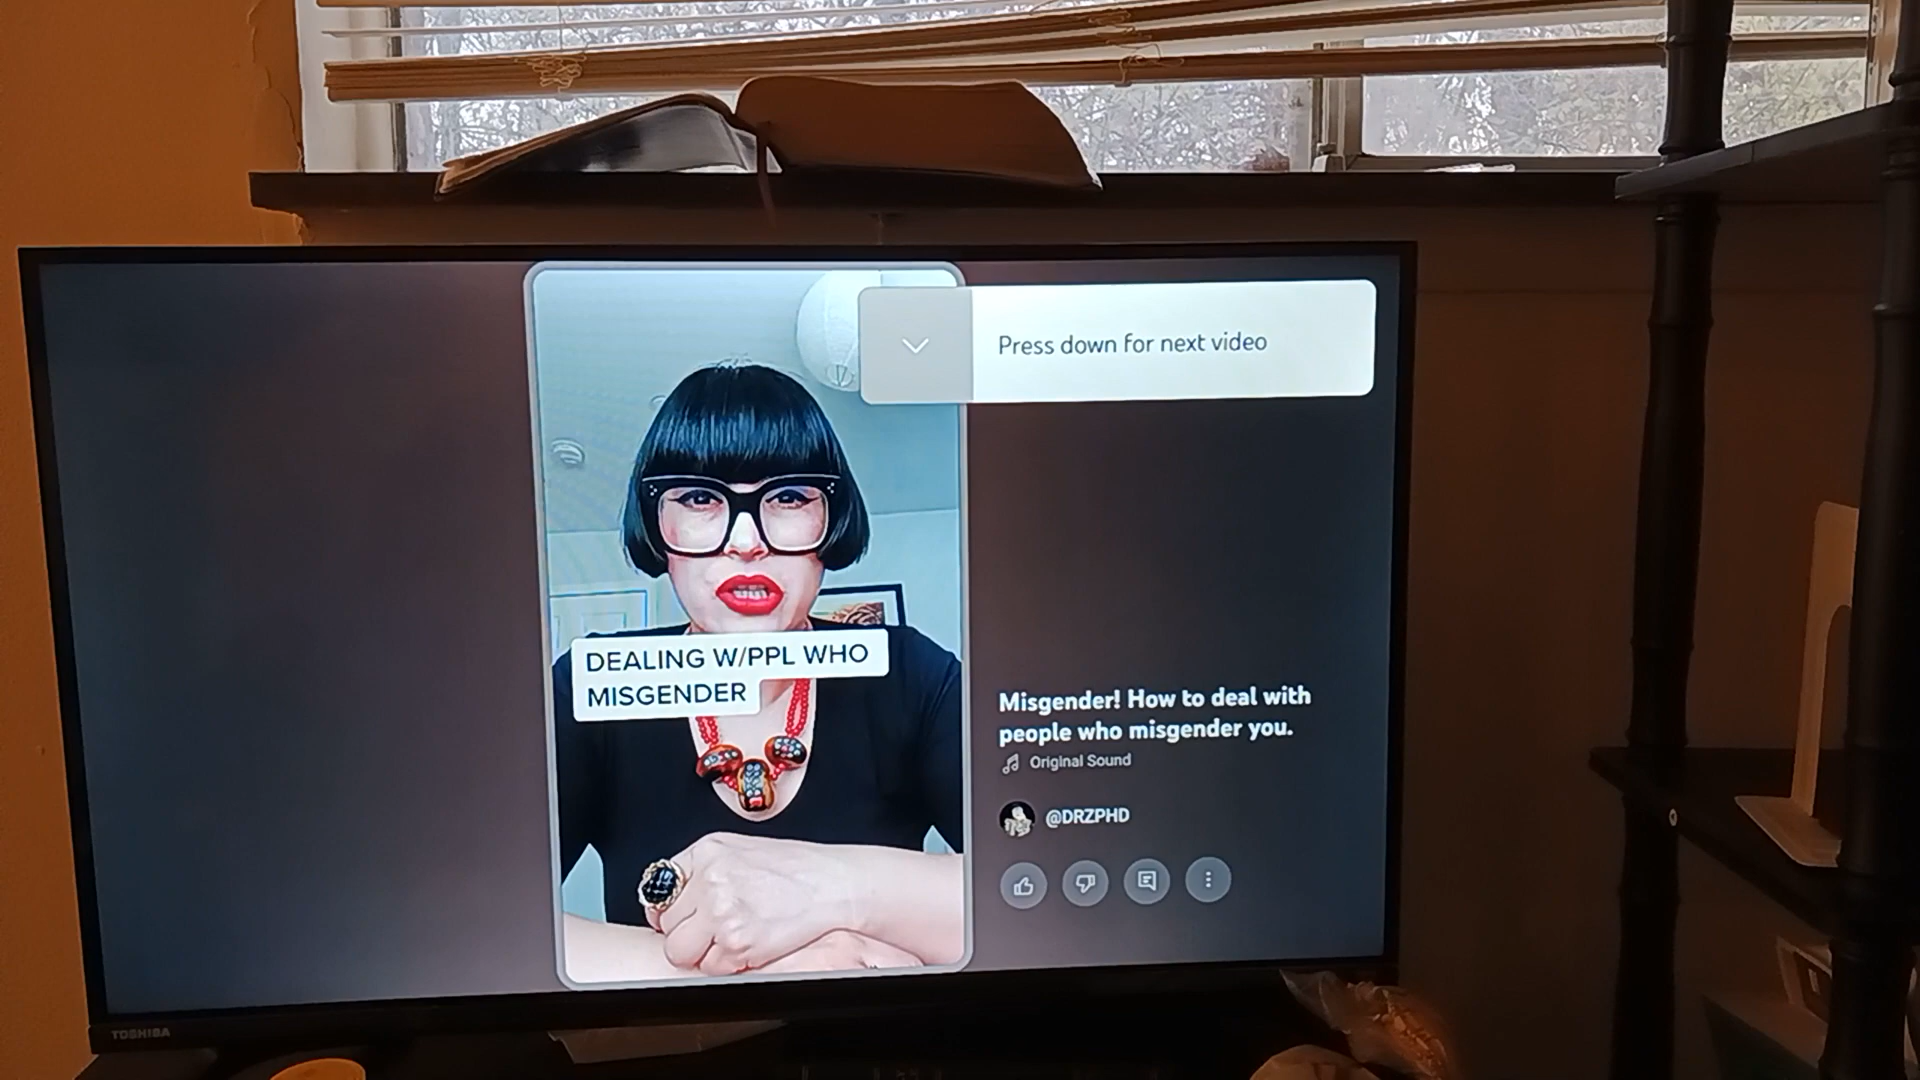 Press down for next video
DEALING W/PPL WHO
MISGENDER
Misgender! How to deal with
people who misgender you.
Original Sound
@DRZPHD
TOSHIBA